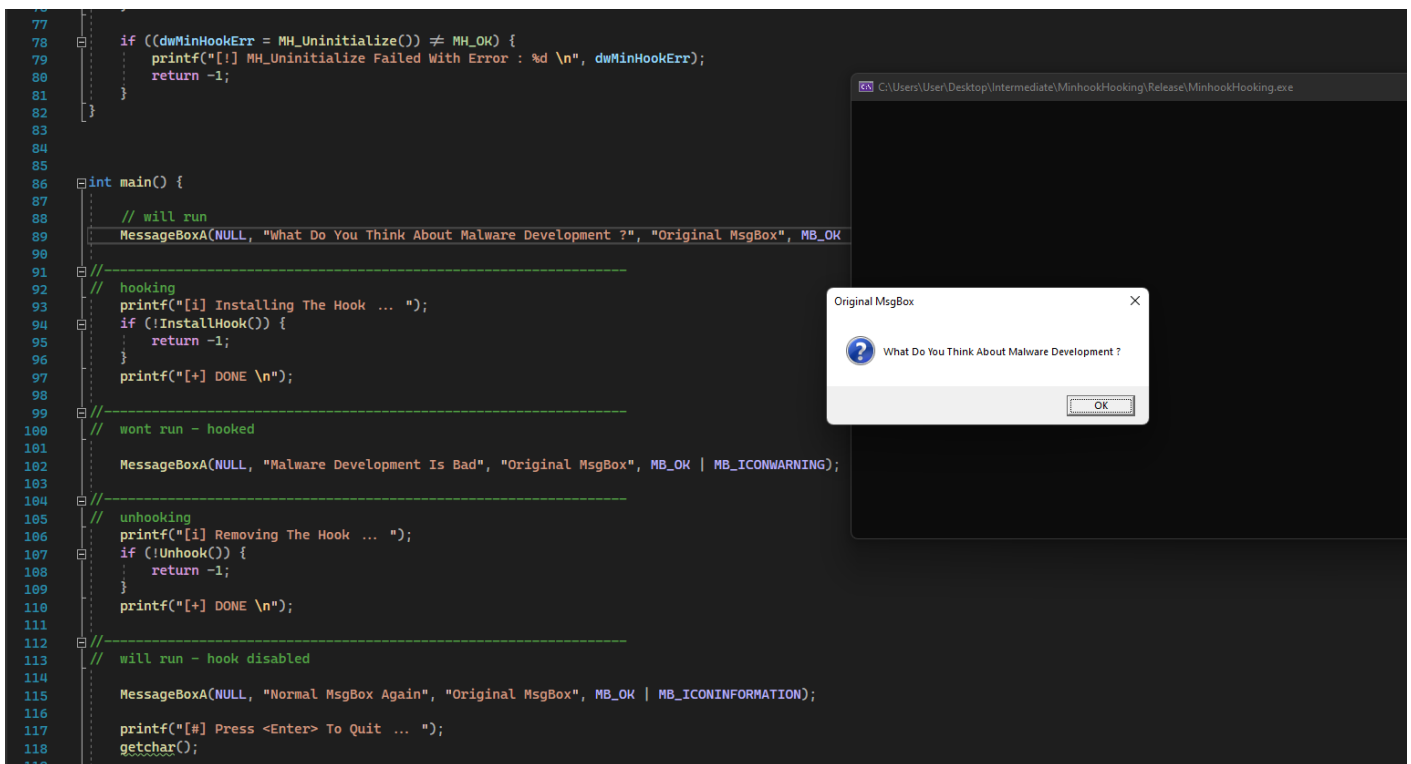 77
78 if ((dwMinHookErr = MH_Uninitialize()) ≠ MH_OK) {
79 printf("[!] MH_Uninitialize Failed With Error : %d \n", dwMinHookErr);
80 return -1;
81 }
82 }
83
84
85
86 int main() {
87
88 // will run
89 MessageBoxA(NULL, "What Do You Think About Malware Development ?", "Original MsgBox", MB_OK
90
91 //-----------------------------------------------------------------
92 // hooking
93 printf("[i] Installing The Hook ... ");
94 if (!InstallHook()) {
95 return -1;
96 }
97 printf("[+] DONE \n");
98
99 //-----------------------------------------------------------------
100 // wont run - hooked
101
102 MessageBoxA(NULL, "Malware Development Is Bad", "Original MsgBox", MB_OK | MB_ICONWARNING);
103
104 //-----------------------------------------------------------------
105 // unhooking
106 printf("[i] Removing The Hook ... ");
107 if (!Unhook()) {
108 return -1;
109 }
110 printf("[+] DONE \n");
111
112 //-----------------------------------------------------------------
113 // will run - hook disabled
114
115 MessageBoxA(NULL, "Normal MsgBox Again", "Original MsgBox", MB_OK | MB_ICONINFORMATION);
116
117 printf("[#] Press <Enter> To Quit ... ");
118 getchar();
C:\Users\User\Desktop\Intermediate\MinhookHooking\Release\MinhookHooking.exe
Original MsgBox
What Do You Think About Malware Development ?
OK